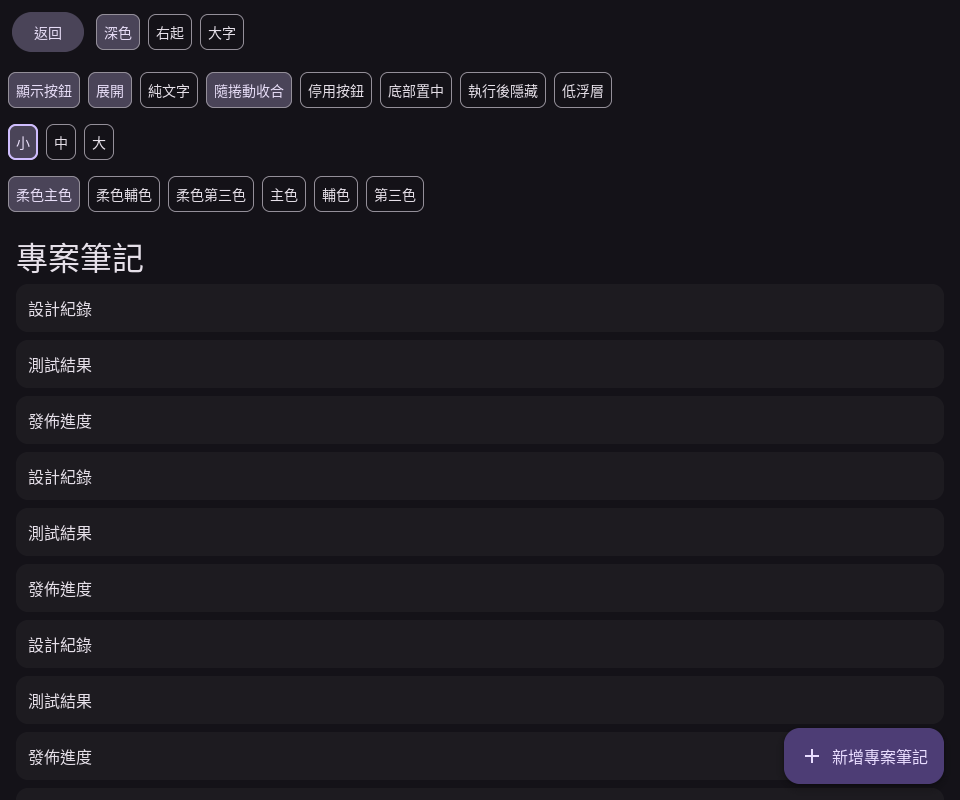 返回 深色 右起 大字
顯示按鈕 展開 純文字 隨捲動收合 停用按鈕 底部置中 執行後隱藏 低浮層
小 中 大
柔色主色 柔色輔色 柔色第三色 主色 輔色 第三色
專案筆記
設計紀錄
測試結果
發佈進度
設計紀錄
測試結果
發佈進度
設計紀錄
測試結果
發佈進度
新增專案筆記